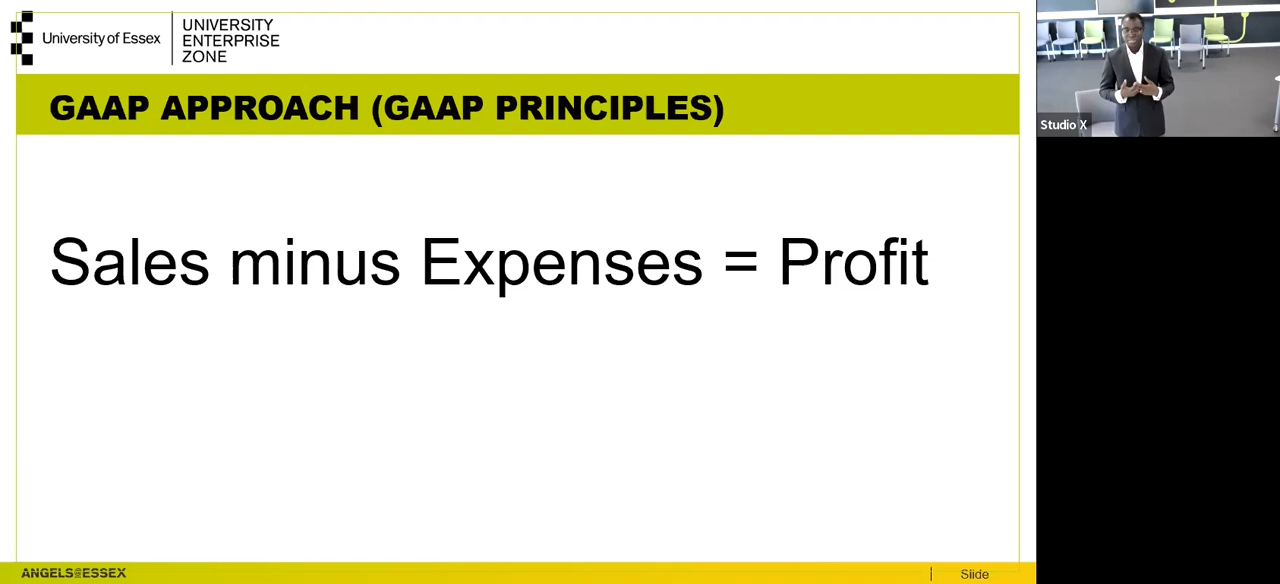 University of Essex
UNIVERSITY
ENTERPRISE
ZONE
GAAP APPROACH (GAAP PRINCIPLES)
Studio X
Sales minus Expenses = Profit
ANGELS@ESSEX
Slide